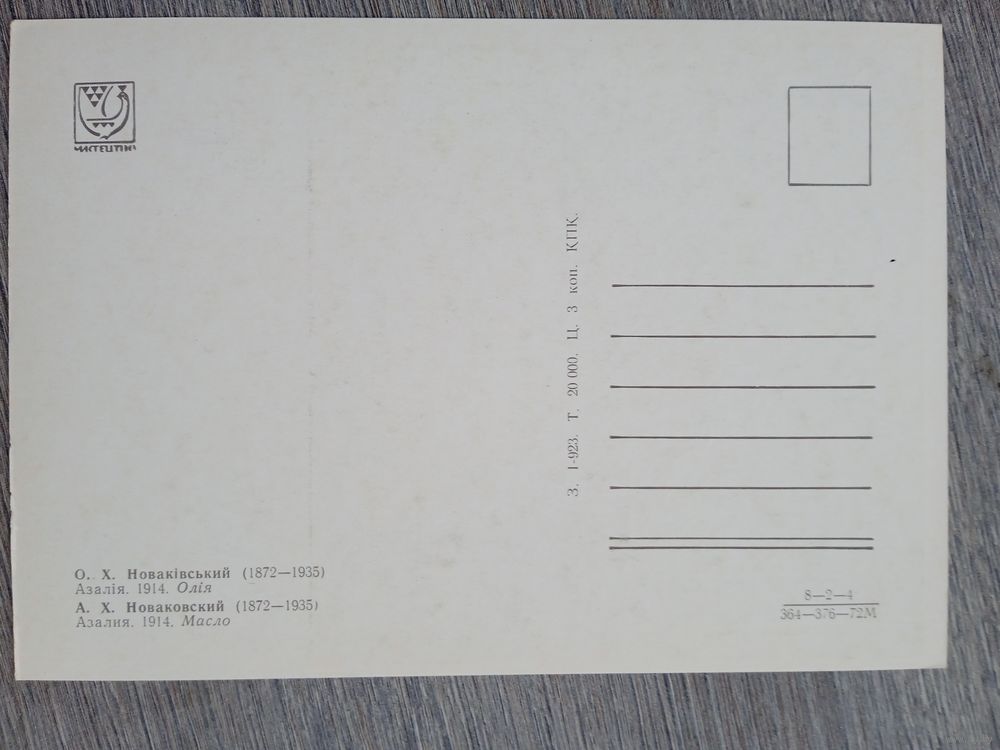 МИСТЕЦТВО
З. 1-923. Т. 20 000. Ц. 3 коп. КПК.
О. Х. Новаківський (1872—1935)
Азалія. 1914. Олія
А. Х. Новаковский (1872—1935)
Азалия. 1914. Масло
8—2—4
364—376—72М